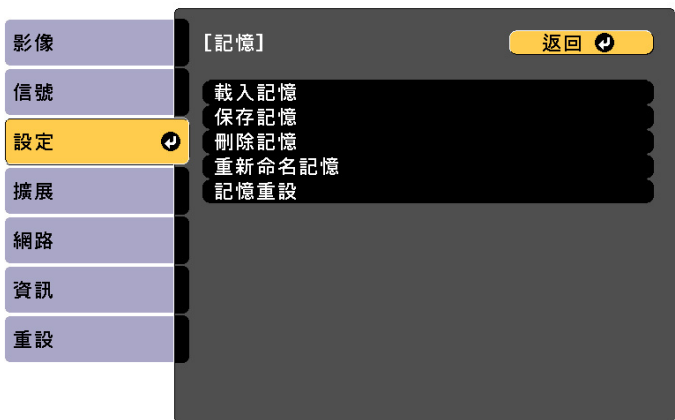 影像
信號
設定
擴展
網路
資訊
重設
[記憶]
返回
載入記憶
保存記憶
刪除記憶
重新命名記憶
記憶重設